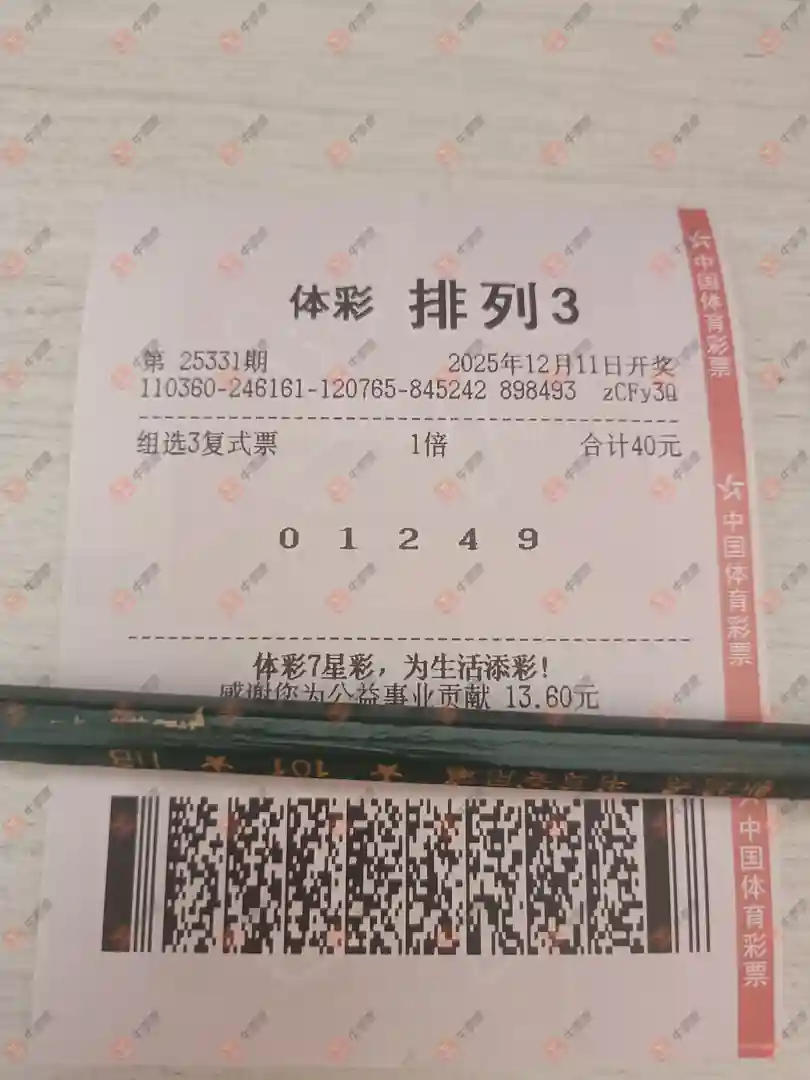 体彩 排列3
第 25331期 2025年12月11日开奖
110360-246161-120765-845242 898493 zCFy3Q
组选3复式票 1倍 合计40元
0 1 2 4 9
体彩7星彩，为生活添彩！
感谢您为公益事业贡献 13.60元
101
中国体育彩票
中国体育彩票
中国体育彩票